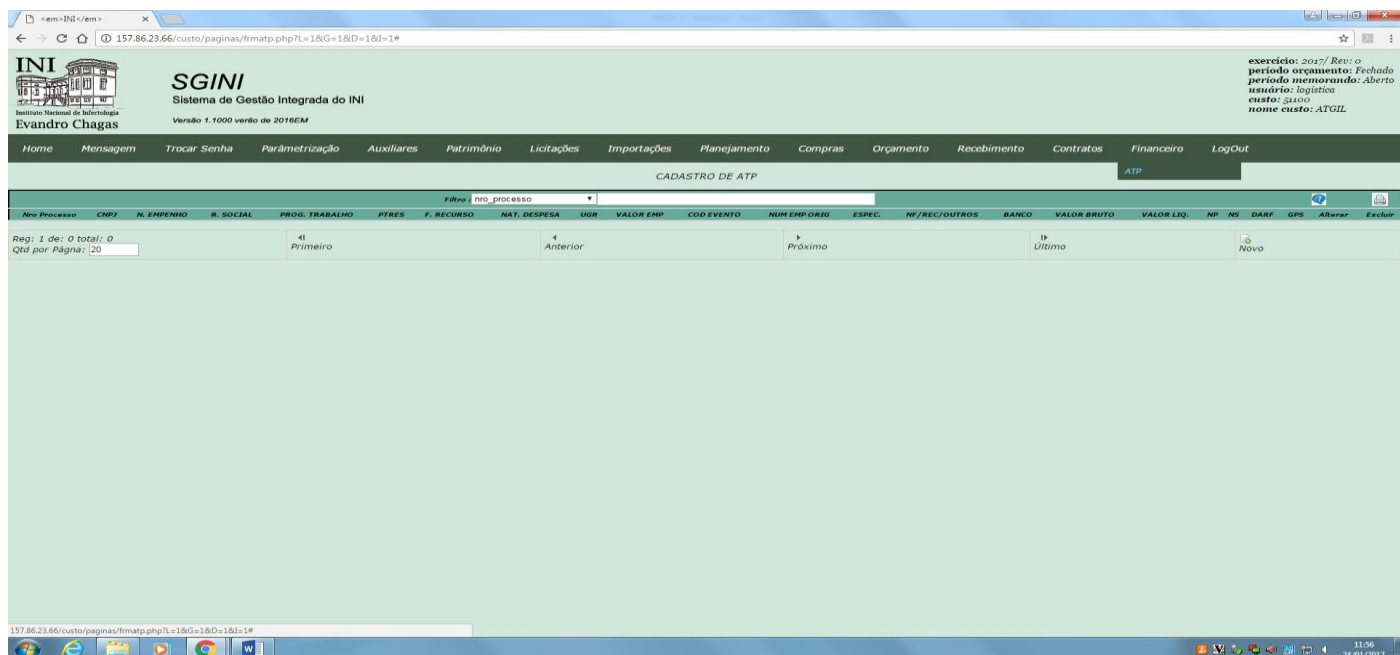 <em>INI</em>
157.86.23.66/custo/paginas/frmatp.php?L=1&G=1&D=1&I=1#
INI
Instituto Nacional de Infectologia
Evandro Chagas
SGINI
Sistema de Gestão Integrada do INI
Versão 1.1000 verão de 2016EM
exercício: 2017/ Rev: 0
período orçamento: Fechado
período memorando: Aberto
usuário: logistica
custo: 51100
nome custo: ATGIL
Home Mensagem Trocar Senha Parâmetrização Auxiliares Patrimônio Licitações Importações Planejamento Compras Orçamento Recebimento Contratos Financeiro LogOut
ATP
CADASTRO DE ATP
Filtro : nro_processo
Nro Processo CNPJ N. EMPENHO R. SOCIAL PROG. TRABALHO PTRES F. RECURSO NAT. DESPESA UGR VALOR EMP COD EVENTO NUM EMP ORIG ESPEC. NF/REC/OUTROS BANCO VALOR BRUTO VALOR LIQ. NP NS DARF GPS Alterar Excluir
Reg: 1 de: 0 total: 0
Qtd por Página: 20
Primeiro Anterior Próximo Último Novo
157.86.23.66/custo/paginas/frmatp.php?L=1&G=1&D=1&I=1#
11:56
24/01/2017